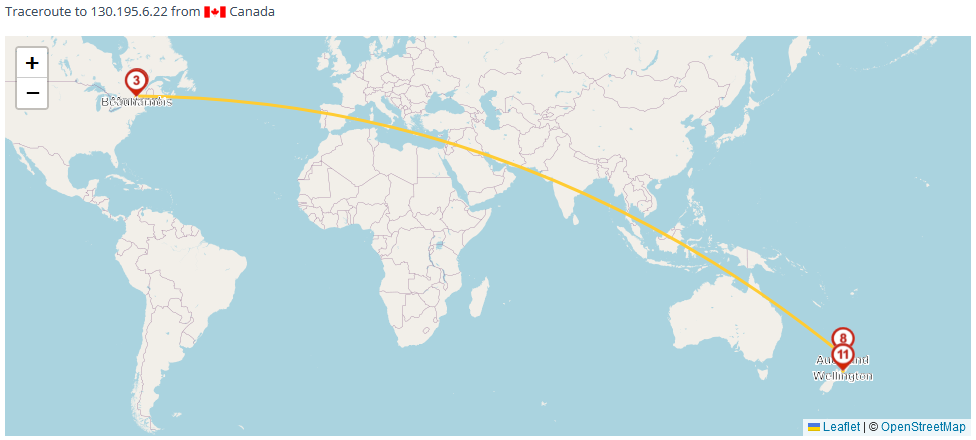 Traceroute to 130.195.6.22 from Canada
+
−
3
8
11
Wellington
Leaflet | © OpenStreetMap